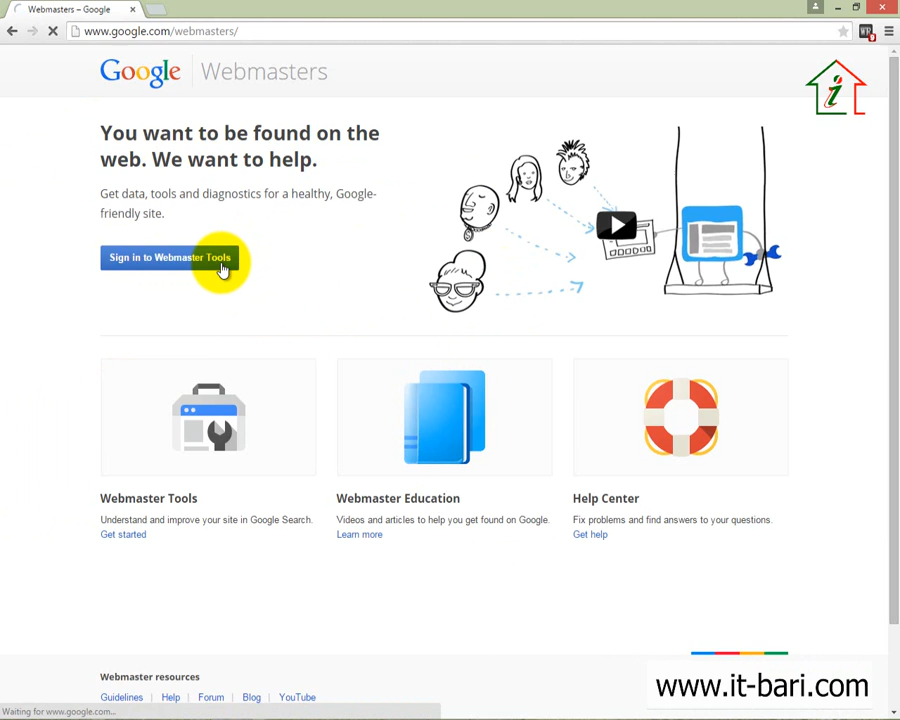 Webmasters – Google
www.google.com/webmasters/
Google Webmasters
You want to be found on the
web. We want to help.
Get data, tools and diagnostics for a healthy, Google-
friendly site.
Sign in to Webmaster Tools
Webmaster Tools
Understand and improve your site in Google Search.
Get started
Webmaster Education
Videos and articles to help you get found on Google.
Learn more
Help Center
Fix problems and find answers to your questions.
Get help
Webmaster resources
Guidelines | Help | Forum | Blog | YouTube
www.it-bari.com
Waiting for www.google.com...